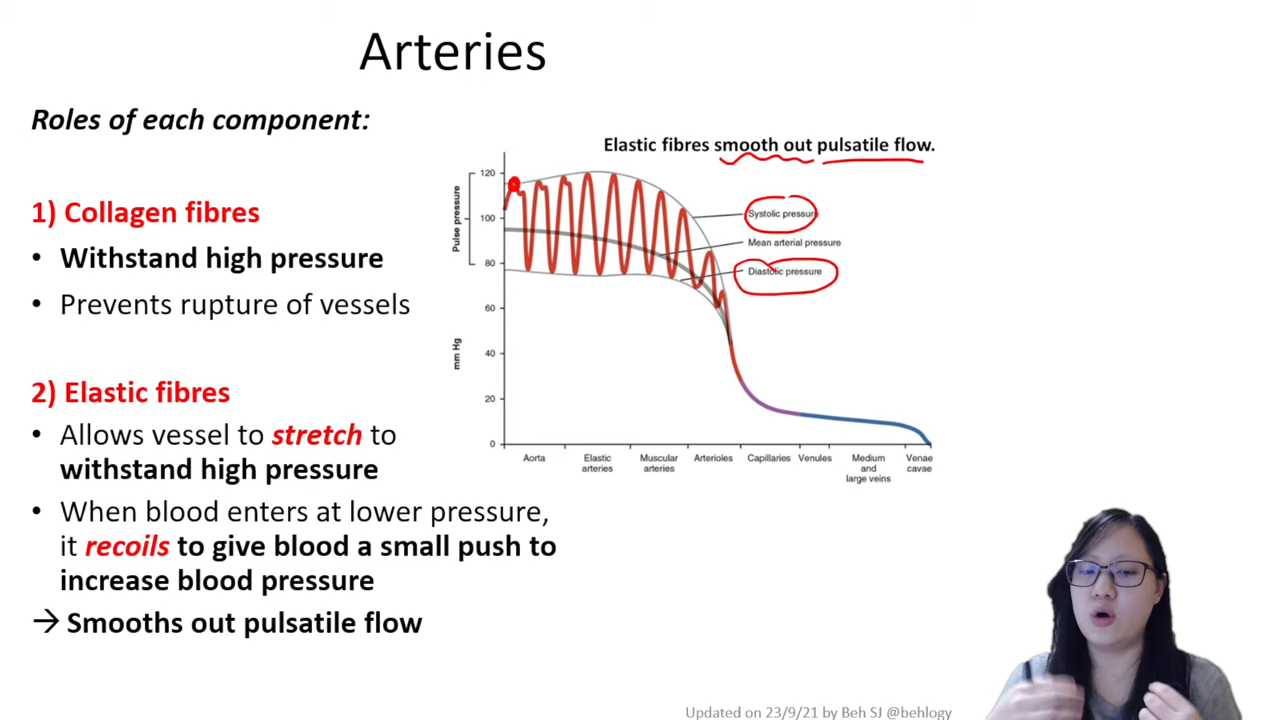 Arteries
Roles of each component:
1) Collagen fibres
• Withstand high pressure
• Prevents rupture of vessels
2) Elastic fibres
• Allows vessel to stretch to
withstand high pressure
• When blood enters at lower pressure,
it recoils to give blood a small push to
increase blood pressure
→ Smooths out pulsatile flow
Elastic fibres smooth out pulsatile flow.
120
100
80
60
40
20
0
Pulse pressure
mm Hg
Systolic pressure
Mean arterial pressure
Diastolic pressure
Aorta
Elastic
arteries
Muscular
arteries
Arterioles
Capillaries
Venules
Medium
and
large veins
Venae
cavae
Updated on 23/9/21 by Beh SJ @behlogy